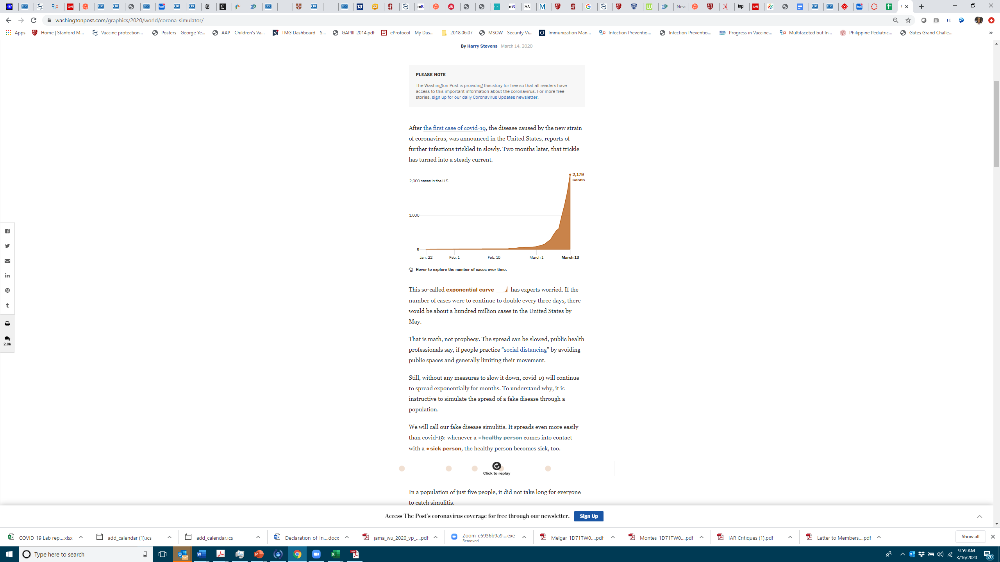 washingtonpost.com/graphics/2020/world/corona-simulator/
Apps
Home | Stanford M...
Vaccine protection...
Posters - George Ye...
AAP - Children's Va...
TMG Dashboard - S...
GAPIII_2014.pdf
eProtocol - My Das...
2018.06.07
MSOW - Security Vi...
Immunization Man...
Infection Preventio...
Infection Preventio...
Progress in Vaccine...
Multifaceted but In...
Philippine Pediatric...
Gates Grand Challe...
By Harry Stevens March 14, 2020
PLEASE NOTE
The Washington Post is providing this story for free so that all readers have
access to this important information about the coronavirus. For more free
stories, sign up for our daily Coronavirus Updates newsletter.
After the first case of covid-19, the disease caused by the new strain
of coronavirus, was announced in the United States, reports of
further infections trickled in slowly. Two months later, that trickle
has turned into a steady current.
2,179
cases
2,000 cases in the U.S.
1,000
0
Jan. 22 Feb. 1 Feb. 15 March 1 March 13
Hover to explore the number of cases over time.
This so-called exponential curve has experts worried. If the
number of cases were to continue to double every three days, there
would be about a hundred million cases in the United States by
May.
That is math, not prophecy. The spread can be slowed, public health
professionals say, if people practice “social distancing” by avoiding
public spaces and generally limiting their movement.
Still, without any measures to slow it down, covid-19 will continue
to spread exponentially for months. To understand why, it is
instructive to simulate the spread of a fake disease through a
population.
We will call our fake disease simulitis. It spreads even more easily
than covid-19: whenever a healthy person comes into contact
with a sick person, the healthy person becomes sick, too.
Click to replay
In a population of just five people, it did not take long for everyone
to catch simulitis.
2.0k
Access The Post’s coronavirus coverage for free through our newsletter. Sign Up
COVID-19 Lab rep....xlsx
add_calendar (1).ics
add_calendar.ics
Declaration-of-In....docx
jama_wu_2020_vp_....pdf
Zoom_e5936b9a9....exe
Removed
Melgar-1D71TW0....pdf
Montes-1D71TW0....pdf
IAR Critiques (1).pdf
Letter to Members....pdf
Show all
Type here to search
9:59 AM
3/16/2020
20